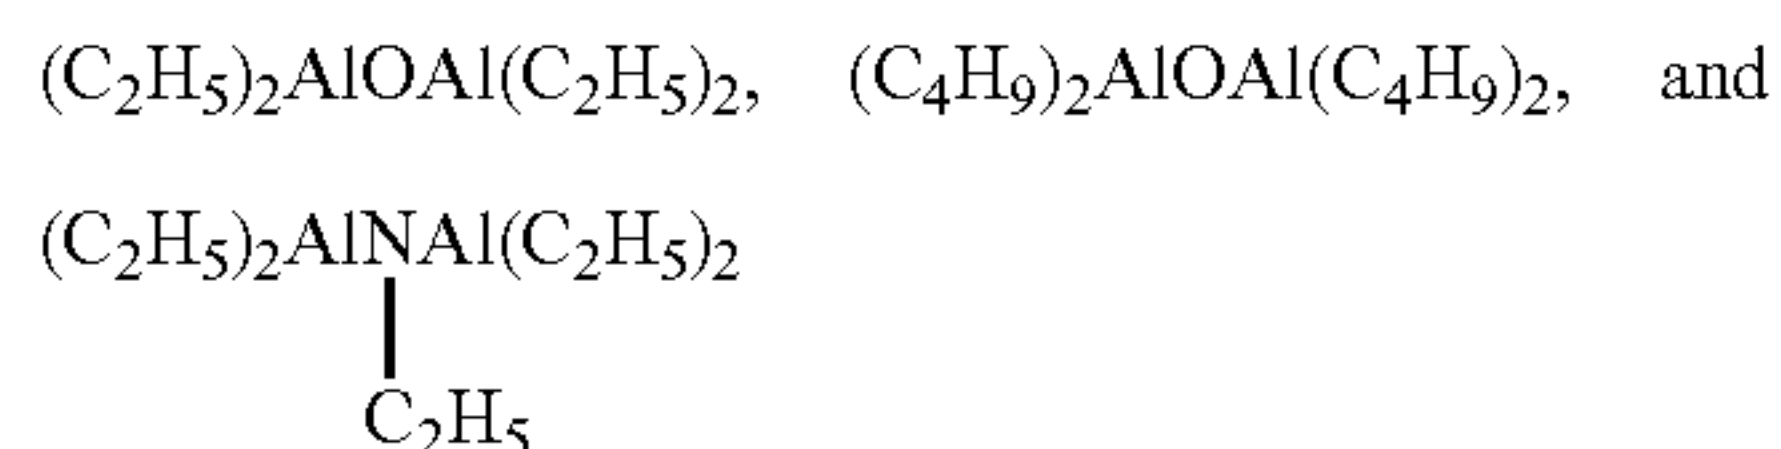 (C₂H₅)₂AlOAl(C₂H₅)₂, (C₄H₉)₂AlOAl(C₄H₉)₂, and
(C₂H₅)₂AlNAl(C₂H₅)₂
C₂H₅